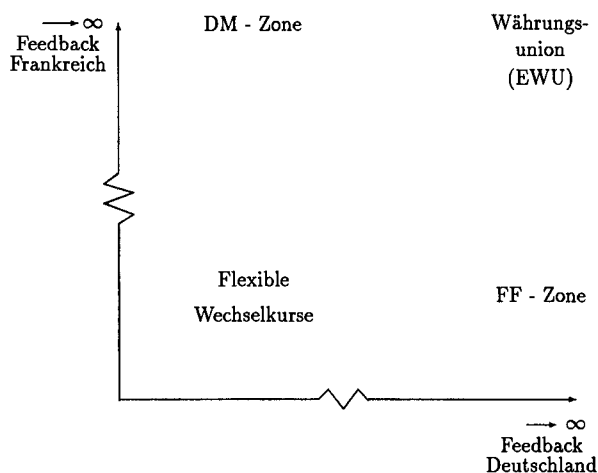 → ∞
Feedback
Frankreich
DM - Zone
Währungs-
union
(EWU)
Flexible
Wechselkurse
FF - Zone
→ ∞
Feedback
Deutschland